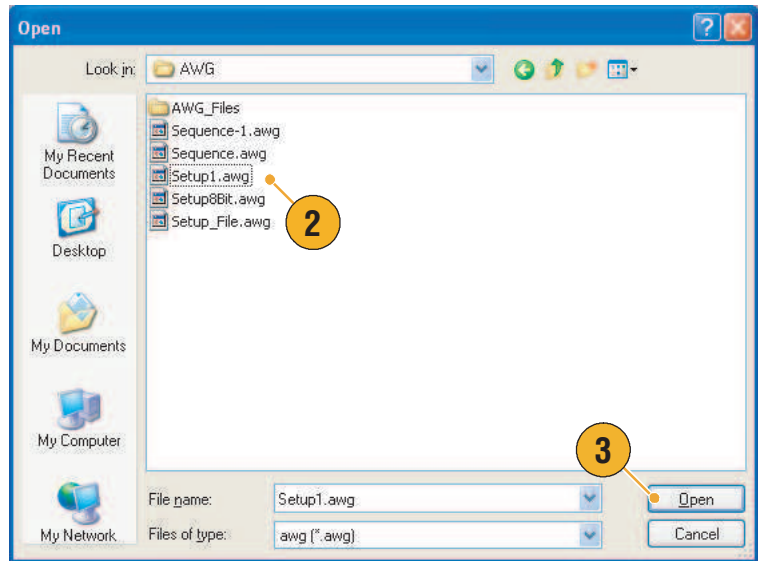 Open
Look in: AWG
AWG_Files
Sequence-1.awg
Sequence.awg
Setup1.awg
Setup8Bit.awg
Setup_File.awg
2
My Recent
Documents
Desktop
My Documents
My Computer
My Network
3
File name: Setup1.awg Open
Files of type: awg (*.awg) Cancel